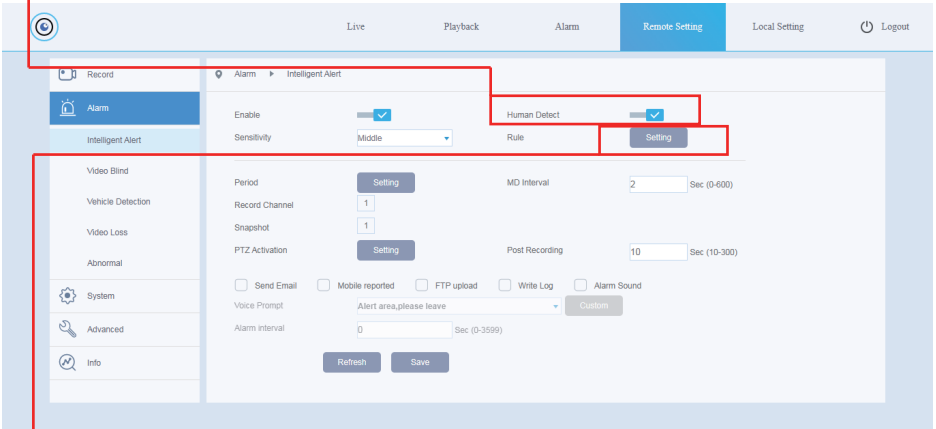 Live Playback Alarm Remote Setting Local Setting Logout
Record
Alarm
Intelligent Alert
Video Blind
Vehicle Detection
Video Loss
Abnormal
System
Advanced
Info
Alarm Intelligent Alert
Enable Human Detect
Sensitivity Middle Rule Setting
Period Setting MD Interval 2 Sec (0-600)
Record Channel 1
Snapshot 1
PTZ Activation Setting Post Recording 10 Sec (10-300)
Send Email Mobile reported FTP upload Write Log Alarm Sound
Voice Prompt Alert area,please leave Custom
Alarm interval 0 Sec (0-3599)
Refresh Save